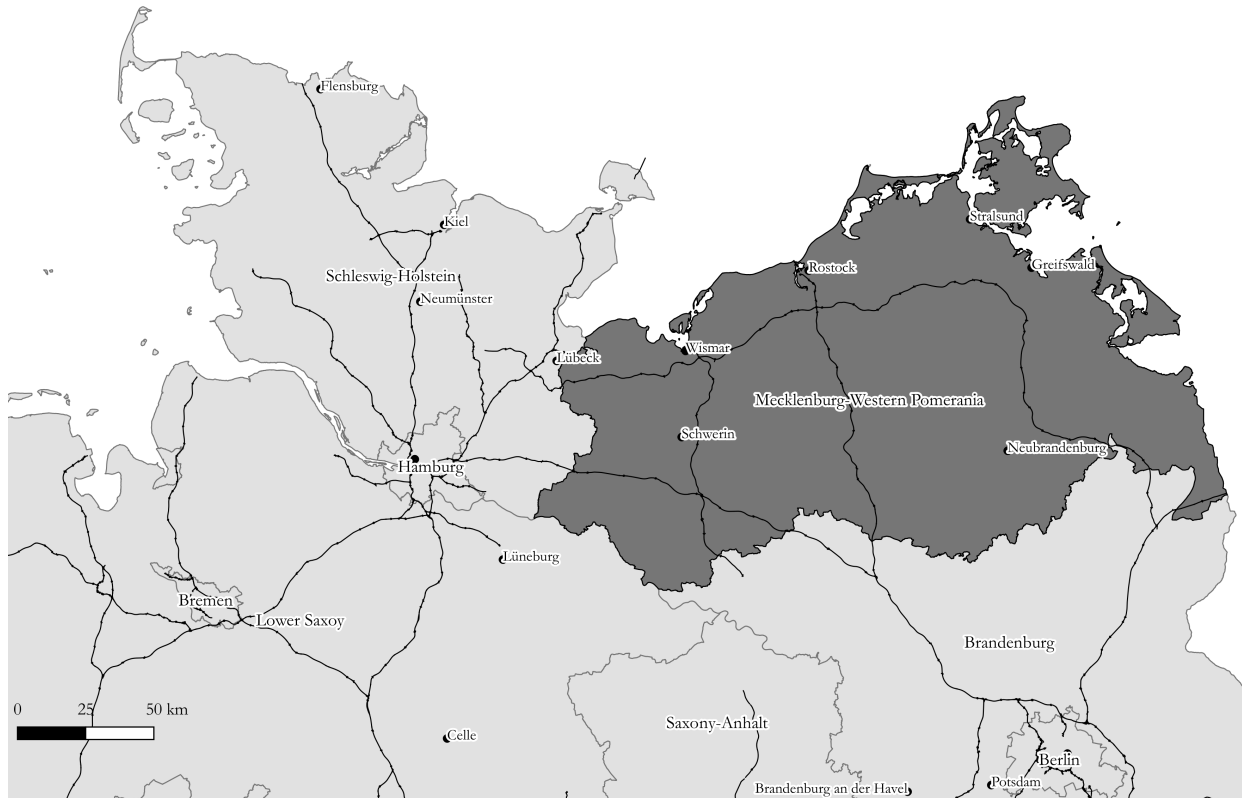 Flensburg
Kiel
Stralsund
Greifswald
Rostock
Schleswig-Holstein
Neumünster
Wismar
Lübeck
Mecklenburg-Western Pomerania
Schwerin
Neubrandenburg
Hamburg
Lüneburg
Bremen
Lower Saxoy
Brandenburg
0 25 50 km
Saxony-Anhalt
Celle
Berlin
Potsdam
Brandenburg an der Havel